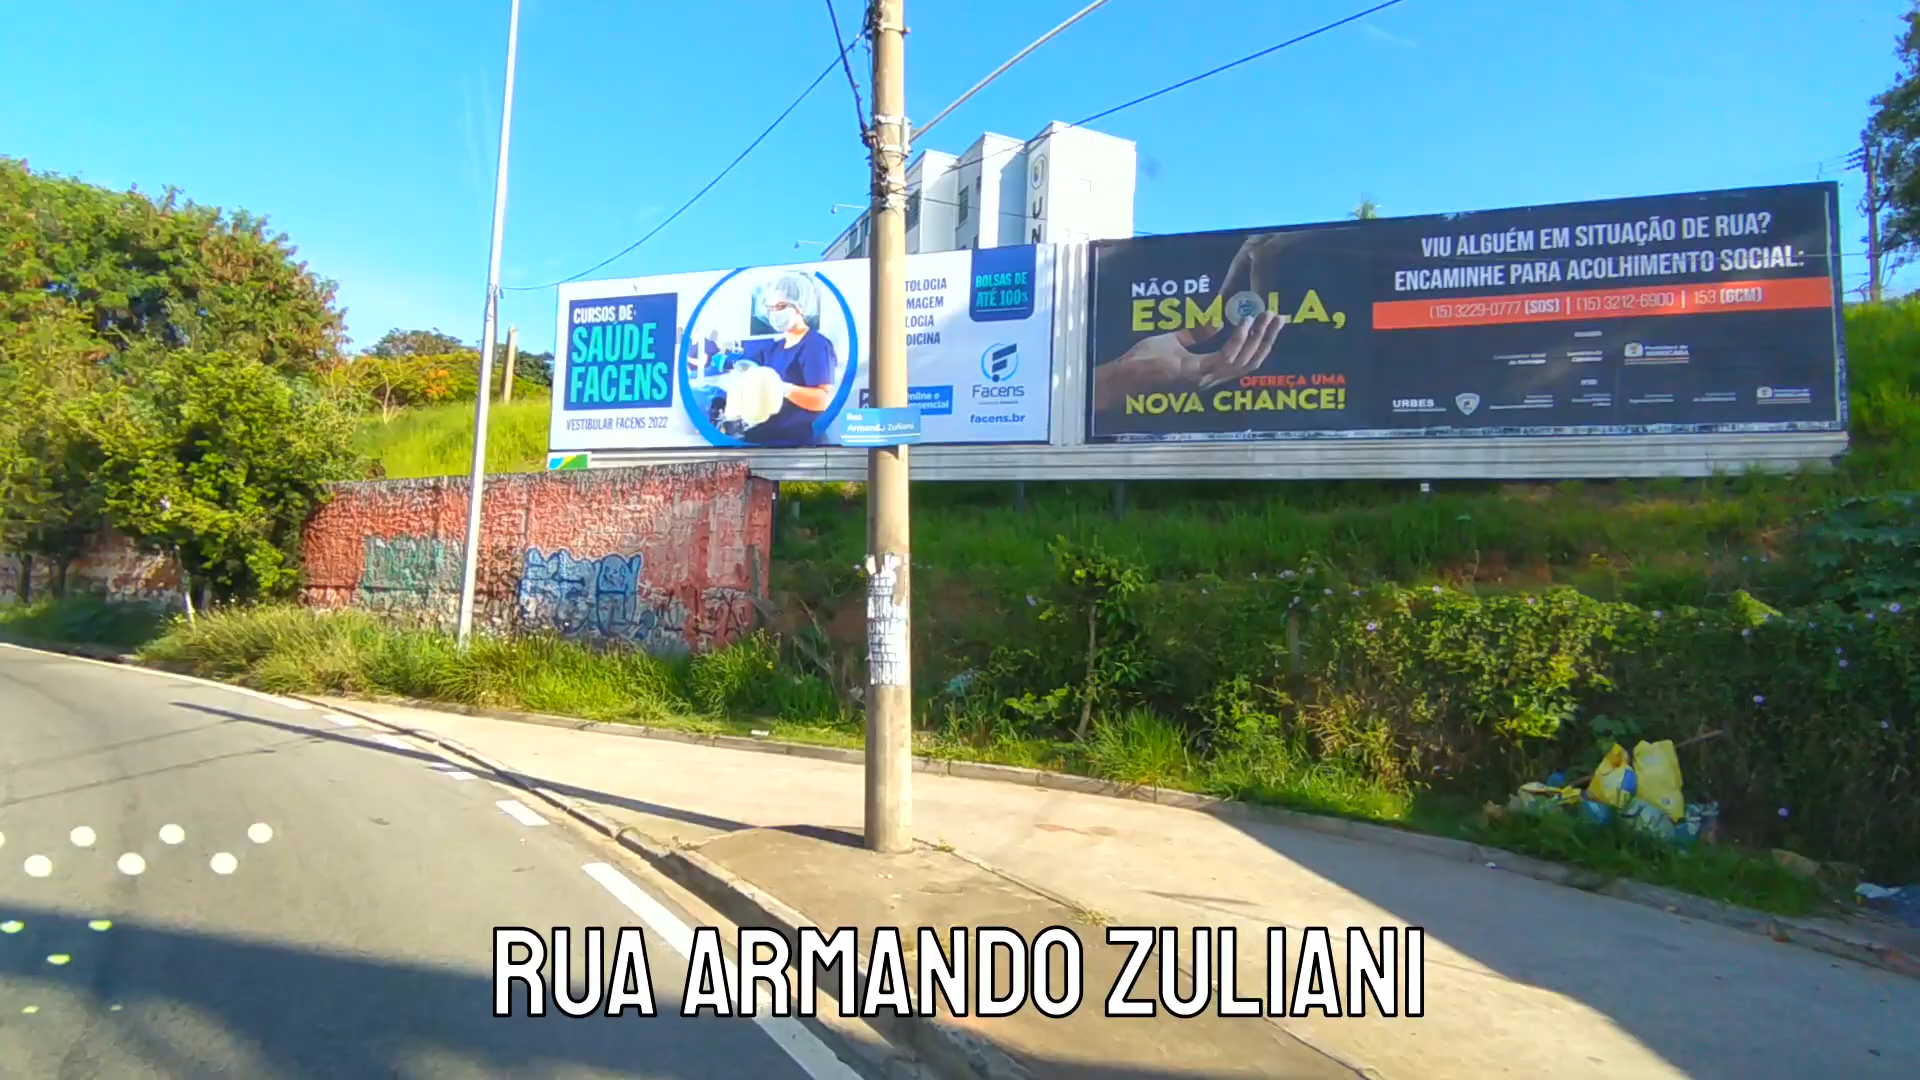 CURSOS DE
SAÚDE
FACENS
VESTIBULAR FACENS 2022
TOLOGIA
MAGEM
LOGIA
DICINA
BOLSAS DE
ATÉ 100%
Facens
facens.br
Rua
Armando Zuliani
NÃO DÊ
ESMOLA,
OFEREÇA UMA
NOVA CHANCE!
VIU ALGUÉM EM SITUAÇÃO DE RUA?
ENCAMINHE PARA ACOLHIMENTO SOCIAL:
(15) 3229-0777 (SOS) | (15) 3212-6900 | 153 (GCM)
URBES
RUA ARMANDO ZULIANI